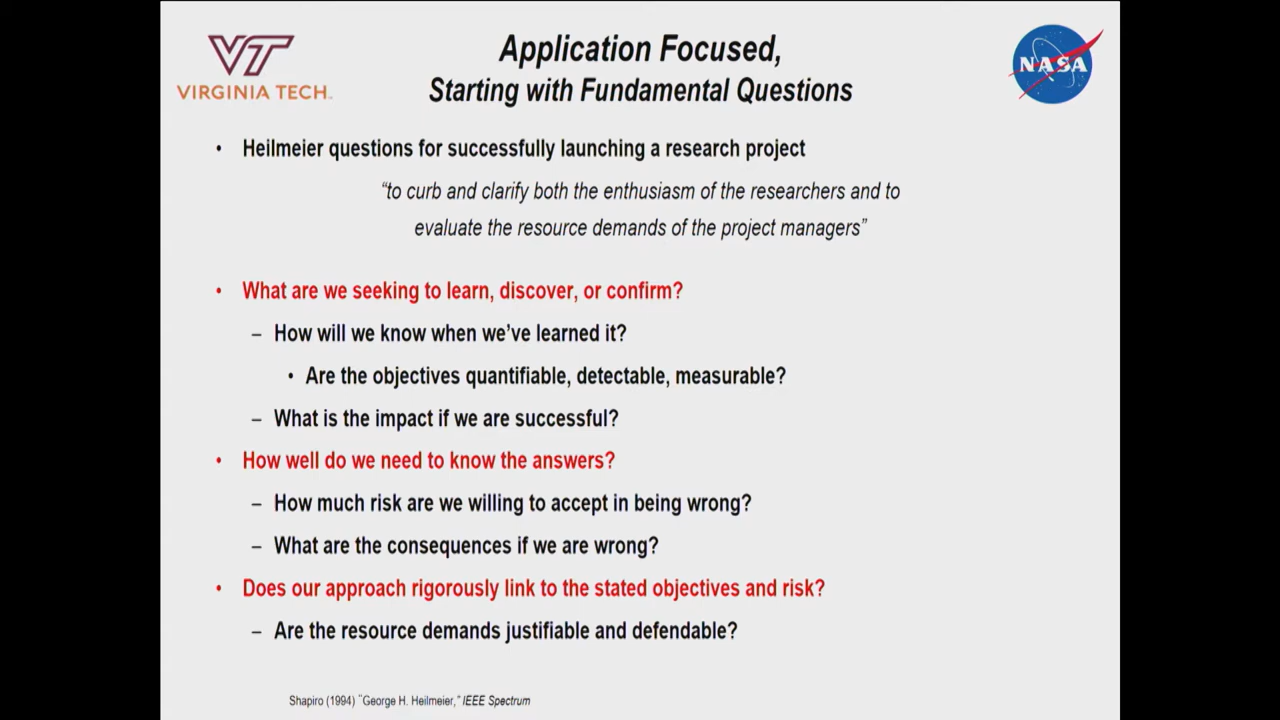 VT
VIRGINIA TECH.
Application Focused,
Starting with Fundamental Questions
NASA
• Heilmeier questions for successfully launching a research project
“to curb and clarify both the enthusiasm of the researchers and to
evaluate the resource demands of the project managers”
• What are we seeking to learn, discover, or confirm?
– How will we know when we’ve learned it?
• Are the objectives quantifiable, detectable, measurable?
– What is the impact if we are successful?
• How well do we need to know the answers?
– How much risk are we willing to accept in being wrong?
– What are the consequences if we are wrong?
• Does our approach rigorously link to the stated objectives and risk?
– Are the resource demands justifiable and defendable?
Shapiro (1994) “George H. Heilmeier,” IEEE Spectrum